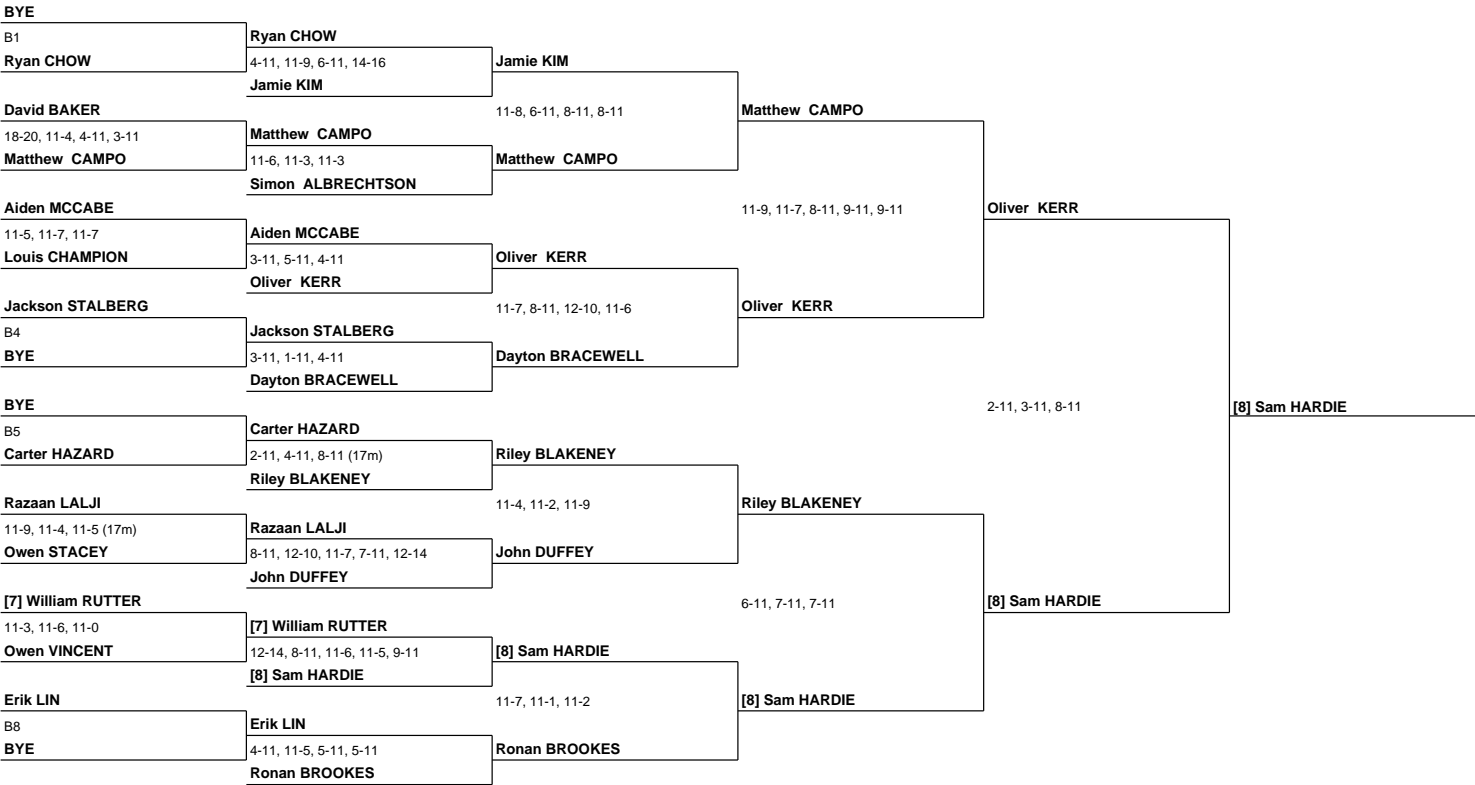 BYE
B1
Ryan CHOW
David BAKER
18-20, 11-4, 4-11, 3-11
Matthew CAMPO
Aiden MCCABE
11-5, 11-7, 11-7
Louis CHAMPION
Jackson STALBERG
B4
BYE
BYE
B5
Carter HAZARD
Razaan LALJI
11-9, 11-4, 11-5 (17m)
Owen STACEY
[7] William RUTTER
11-3, 11-6, 11-0
Owen VINCENT
Erik LIN
B8
BYE
Ryan CHOW
4-11, 11-9, 6-11, 14-16
Jamie KIM
Matthew CAMPO
11-6, 11-3, 11-3
Simon ALBRECHTSON
Aiden MCCABE
3-11, 5-11, 4-11
Oliver KERR
Jackson STALBERG
3-11, 1-11, 4-11
Dayton BRACEWELL
Carter HAZARD
2-11, 4-11, 8-11 (17m)
Riley BLAKENEY
Razaan LALJI
8-11, 12-10, 11-7, 7-11, 12-14
John DUFFEY
[7] William RUTTER
12-14, 8-11, 11-6, 11-5, 9-11
[8] Sam HARDIE
Erik LIN
4-11, 11-5, 5-11, 5-11
Ronan BROOKES
Jamie KIM
11-8, 6-11, 8-11, 8-11
Matthew CAMPO
Oliver KERR
11-7, 8-11, 12-10, 11-6
Dayton BRACEWELL
Riley BLAKENEY
11-4, 11-2, 11-9
John DUFFEY
[8] Sam HARDIE
11-7, 11-1, 11-2
Ronan BROOKES
Matthew CAMPO
11-9, 11-7, 8-11, 9-11, 9-11
Oliver KERR
Riley BLAKENEY
6-11, 7-11, 7-11
[8] Sam HARDIE
Oliver KERR
2-11, 3-11, 8-11
[8] Sam HARDIE
[8] Sam HARDIE